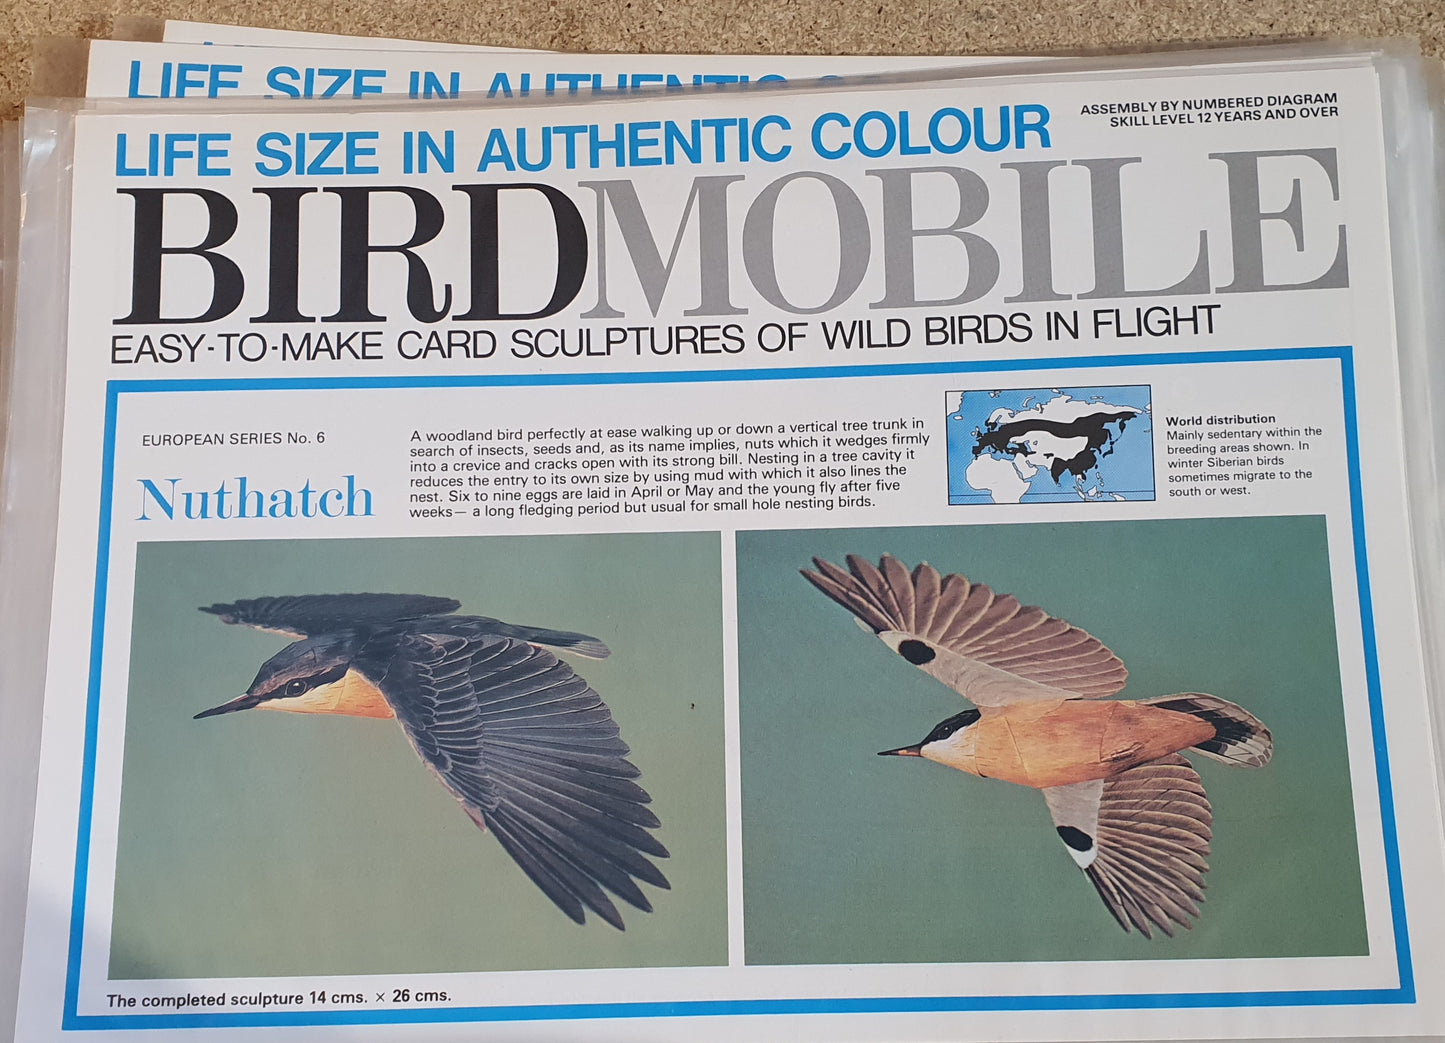 LIFE SIZE IN AUTHENTIC
LIFE SIZE IN AUTHENTIC COLOUR
ASSEMBLY BY NUMBERED DIAGRAM
SKILL LEVEL 12 YEARS AND OVER
BIRDMOBILE
EASY-TO-MAKE CARD SCULPTURES OF WILD BIRDS IN FLIGHT
EUROPEAN SERIES No. 6
Nuthatch
A woodland bird perfectly at ease walking up or down a vertical tree trunk in
search of insects, seeds and, as its name implies, nuts which it wedges firmly
into a crevice and cracks open with its strong bill. Nesting in a tree cavity it
reduces the entry to its own size by using mud with which it also lines the
nest. Six to nine eggs are laid in April or May and the young fly after five
weeks— a long fledging period but usual for small hole nesting birds.
World distribution
Mainly sedentary within the
breeding areas shown. In
winter Siberian birds
sometimes migrate to the
south or west.
The completed sculpture 14 cms. × 26 cms.